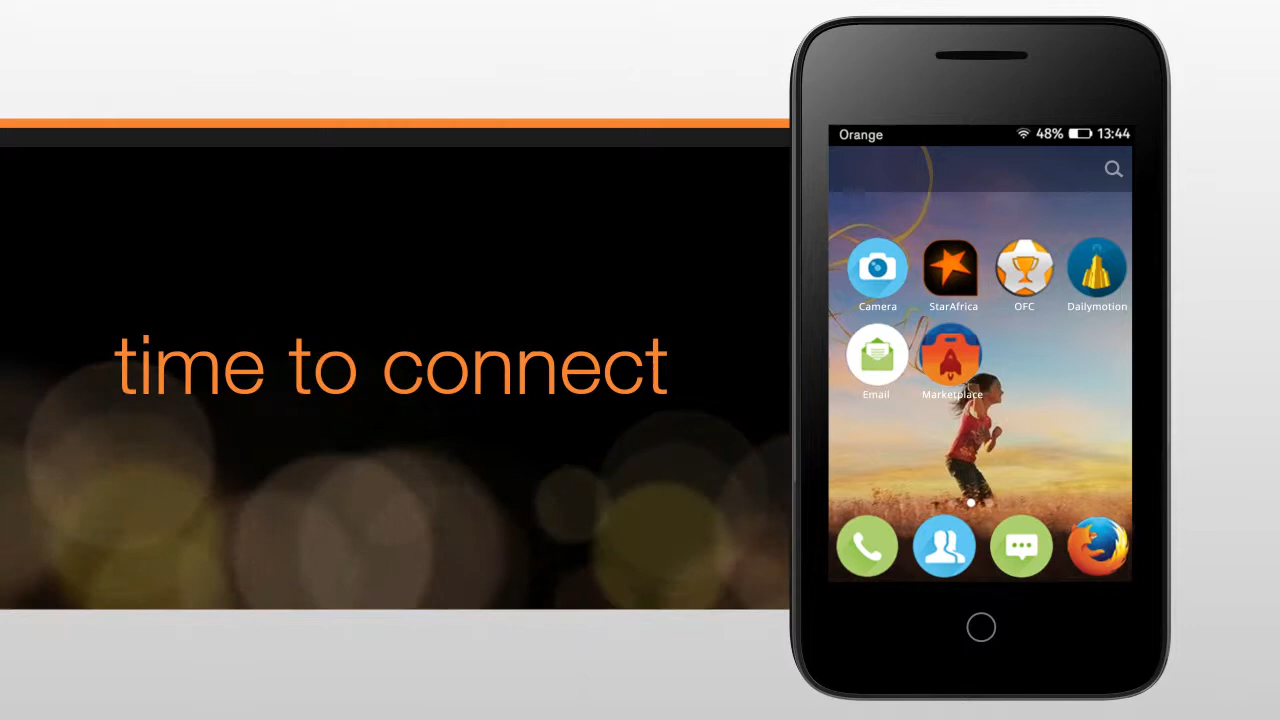 time to connect
Orange 48% 13:44
Camera StarAfrica OFC Dailymotion
Email Marketplace